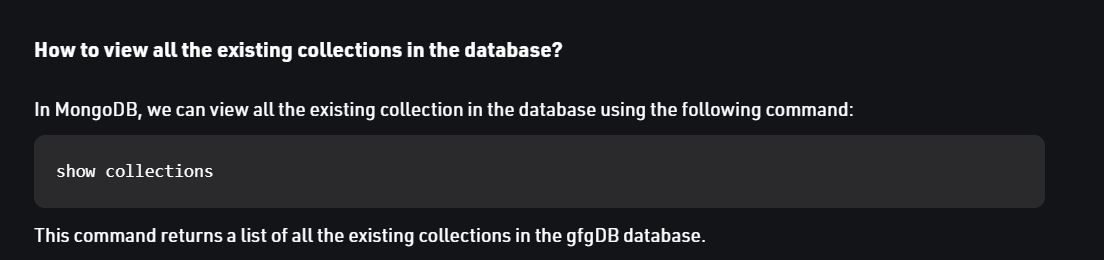 How to view all the existing collections in the database?
In MongoDB, we can view all the existing collection in the database using the following command:
show collections
This command returns a list of all the existing collections in the gfgDB database.